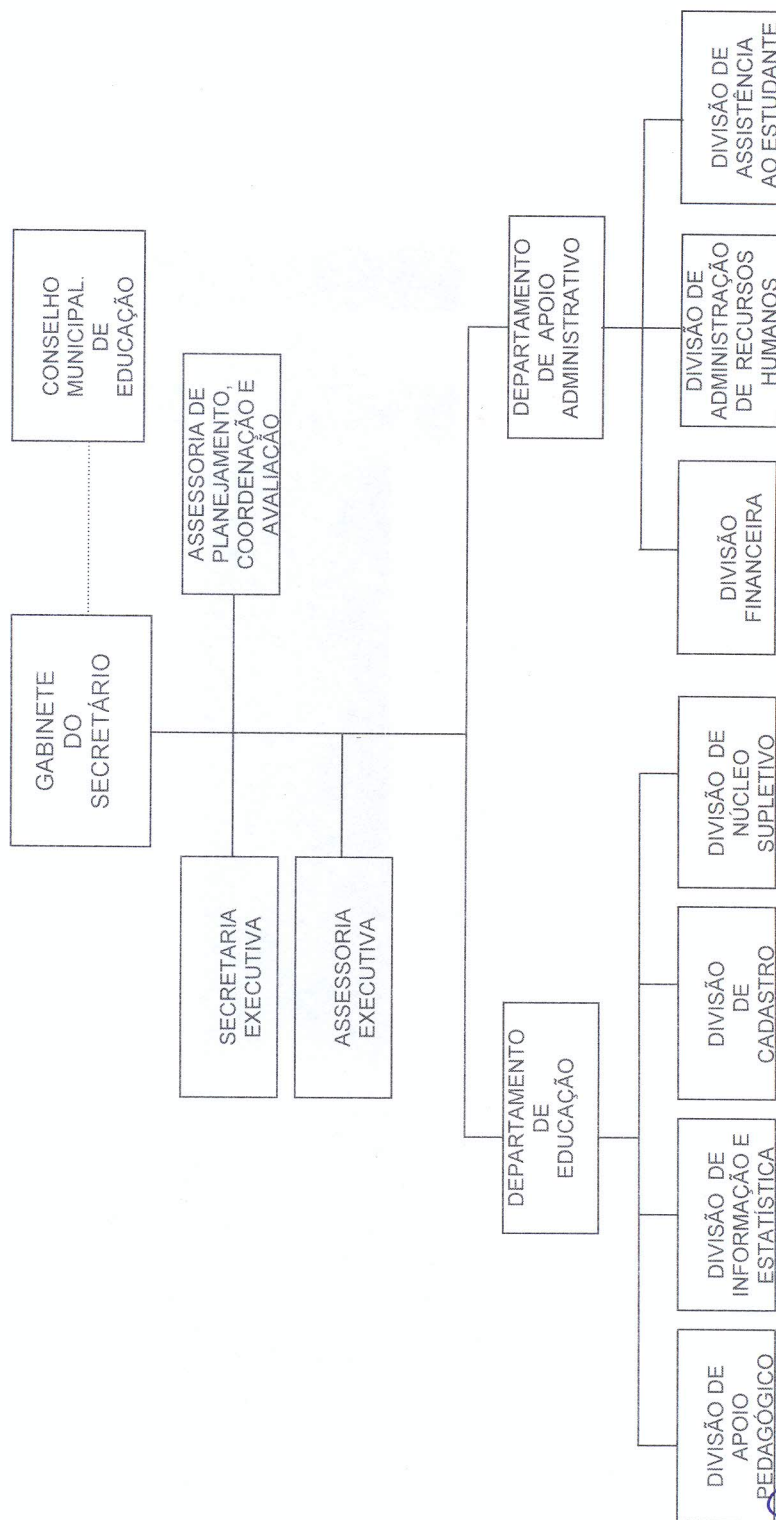 GABINETE
DO
SECRETÁRIO
CONSELHO
MUNICIPAL.
DE
EDUCAÇÃO
SECRETARIA
EXECUTIVA
ASSESSORIA DE
PLANEJAMENTO,
COORDENAÇÃO E
AVALIAÇÃO
ASSESSORIA
EXECUTIVA
DEPARTAMENTO
DE
EDUCAÇÃO
DEPARTAMENTO
DE APOIO
ADMINISTRATIVO
DIVISÃO DE
APOIO
PEDAGÓGICO
DIVISÃO DE
INFORMAÇÃO E
ESTATÍSTICA
DIVISÃO
DE
CADASTRO
DIVISÃO DE
NÚCLEO
SUPLETIVO
DIVISÃO
FINANCEIRA
DIVISÃO DE
ADMINISTRAÇÃO
DE RECURSOS
HUMANOS
DIVISÃO DE
ASSISTÊNCIA
AO ESTUDANTE